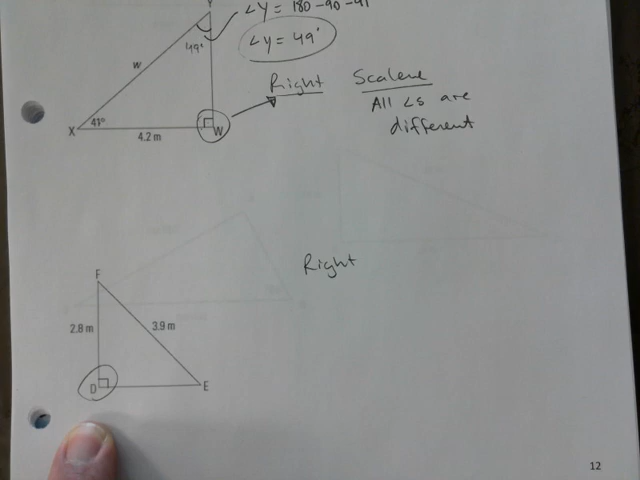 Y
∠Y = 180-90-41
∠Y = 49°
49°
w
Right Scalene
All ∠s are
different
X 41° W
4.2 m
Right
F
2.8 m 3.9 m
D E
12